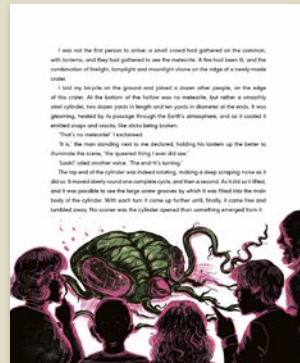 I was not the first person to arrive: a small crowd had gathered on the common,
with lanterns, and they had gathered to see the meteorite. A fire had been lit, and the
combination of firelight, lamplight and moonlight shone on the ridge of a newly-made
crater.
I laid my bicycle on the ground and joined a dozen other people, on the edge
of this crater. At the bottom of the hollow was no meteorite, but rather a smoothly
steel cylinder, two dozen yards in length and ten yards in diameter at the ends. It was
gleaming, heated by its passage through the Earth's atmosphere, and as it cooled it
emitted snaps and cracks, like sticks being broken.
'That's no meteorite!' I exclaimed.
'It is,' the man standing next to me declared, holding his lantern up the better to
illuminate the scene, 'the queerest thing I ever did see.'
'Look!' cried another voice. 'The end—it's turning.'
The top end of the cylinder was indeed rotating, making a deep scraping noise as it
did so. It moved slowly round one complete cycle, and then a second. As it did so it lifted,
and it was possible to see the large screw grooves by which it was fitted into the main
body of the cylinder. With each turn it came up further until, finally, it came free and
tumbled away. No sooner was the cylinder opened than something emerged from it.